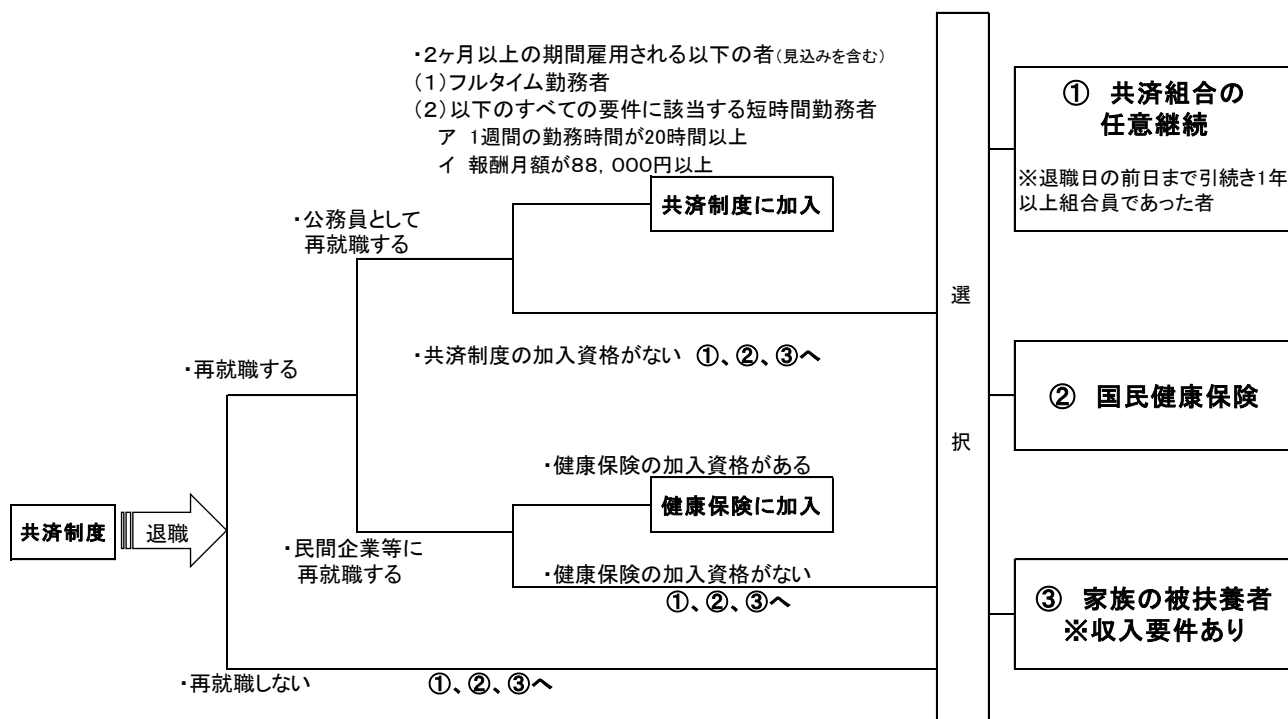 ・2ヶ月以上の期間雇用される以下の者(見込みを含む)
(1)フルタイム勤務者
(2)以下のすべての要件に該当する短時間勤務者
ア 1週間の勤務時間が20時間以上
イ 報酬月額が88,000円以上
共済制度に加入
・公務員として
再就職する
・共済制度の加入資格がない ①、②、③へ
・再就職する
・健康保険の加入資格がある
健康保険に加入
共済制度
退職
・民間企業等に
再就職する
・健康保険の加入資格がない
①、②、③へ
・再就職しない
①、②、③へ
選
択
① 共済組合の
任意継続
※退職日の前日まで引続き1年
以上組合員であった者
② 国民健康保険
③ 家族の被扶養者
※収入要件あり